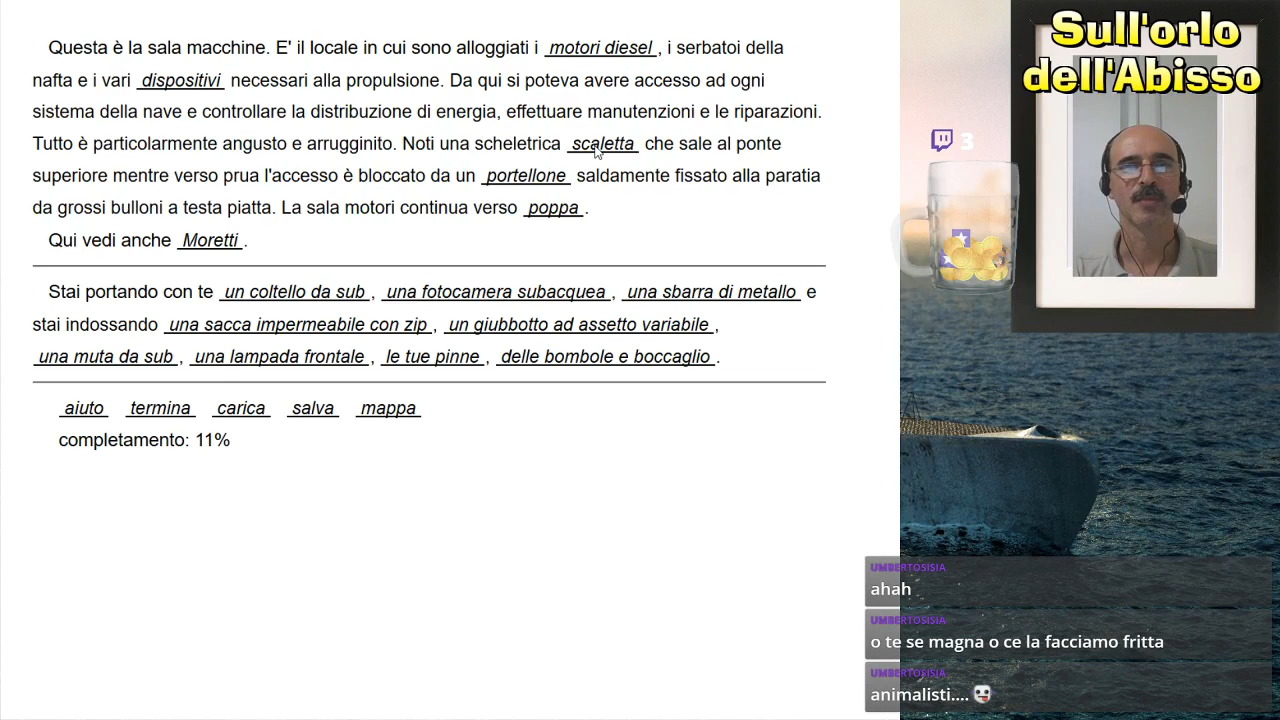 Questa è la sala macchine. E' il locale in cui sono alloggiati i motori diesel, i serbatoi della
nafta e i vari dispositivi necessari alla propulsione. Da qui si poteva avere accesso ad ogni
sistema della nave e controllare la distribuzione di energia, effettuare manutenzioni e le riparazioni.
Tutto è particolarmente angusto e arrugginito. Noti una scheletrica scaletta che sale al ponte
superiore mentre verso prua l'accesso è bloccato da un portellone saldamente fissato alla paratia
da grossi bulloni a testa piatta. La sala motori continua verso poppa.
Qui vedi anche Moretti.
Stai portando con te un coltello da sub, una fotocamera subacquea, una sbarra di metallo e
stai indossando una sacca impermeabile con zip, un giubbotto ad assetto variabile,
una muta da sub, una lampada frontale, le tue pinne, delle bombole e boccaglio.
aiuto termina carica salva mappa
completamento: 11%
Sull'orlo
dell'Abisso
3
UMBERTOSISIA
ahah
UMBERTOSISIA
o te se magna o ce la facciamo fritta
UMBERTOSISIA
animalisti....